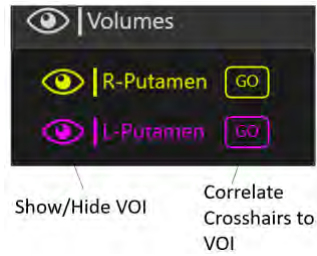 Volumes
R-Putamen GO
L-Putamen GO
Show/Hide VOI
Correlate
Crosshairs to
VOI